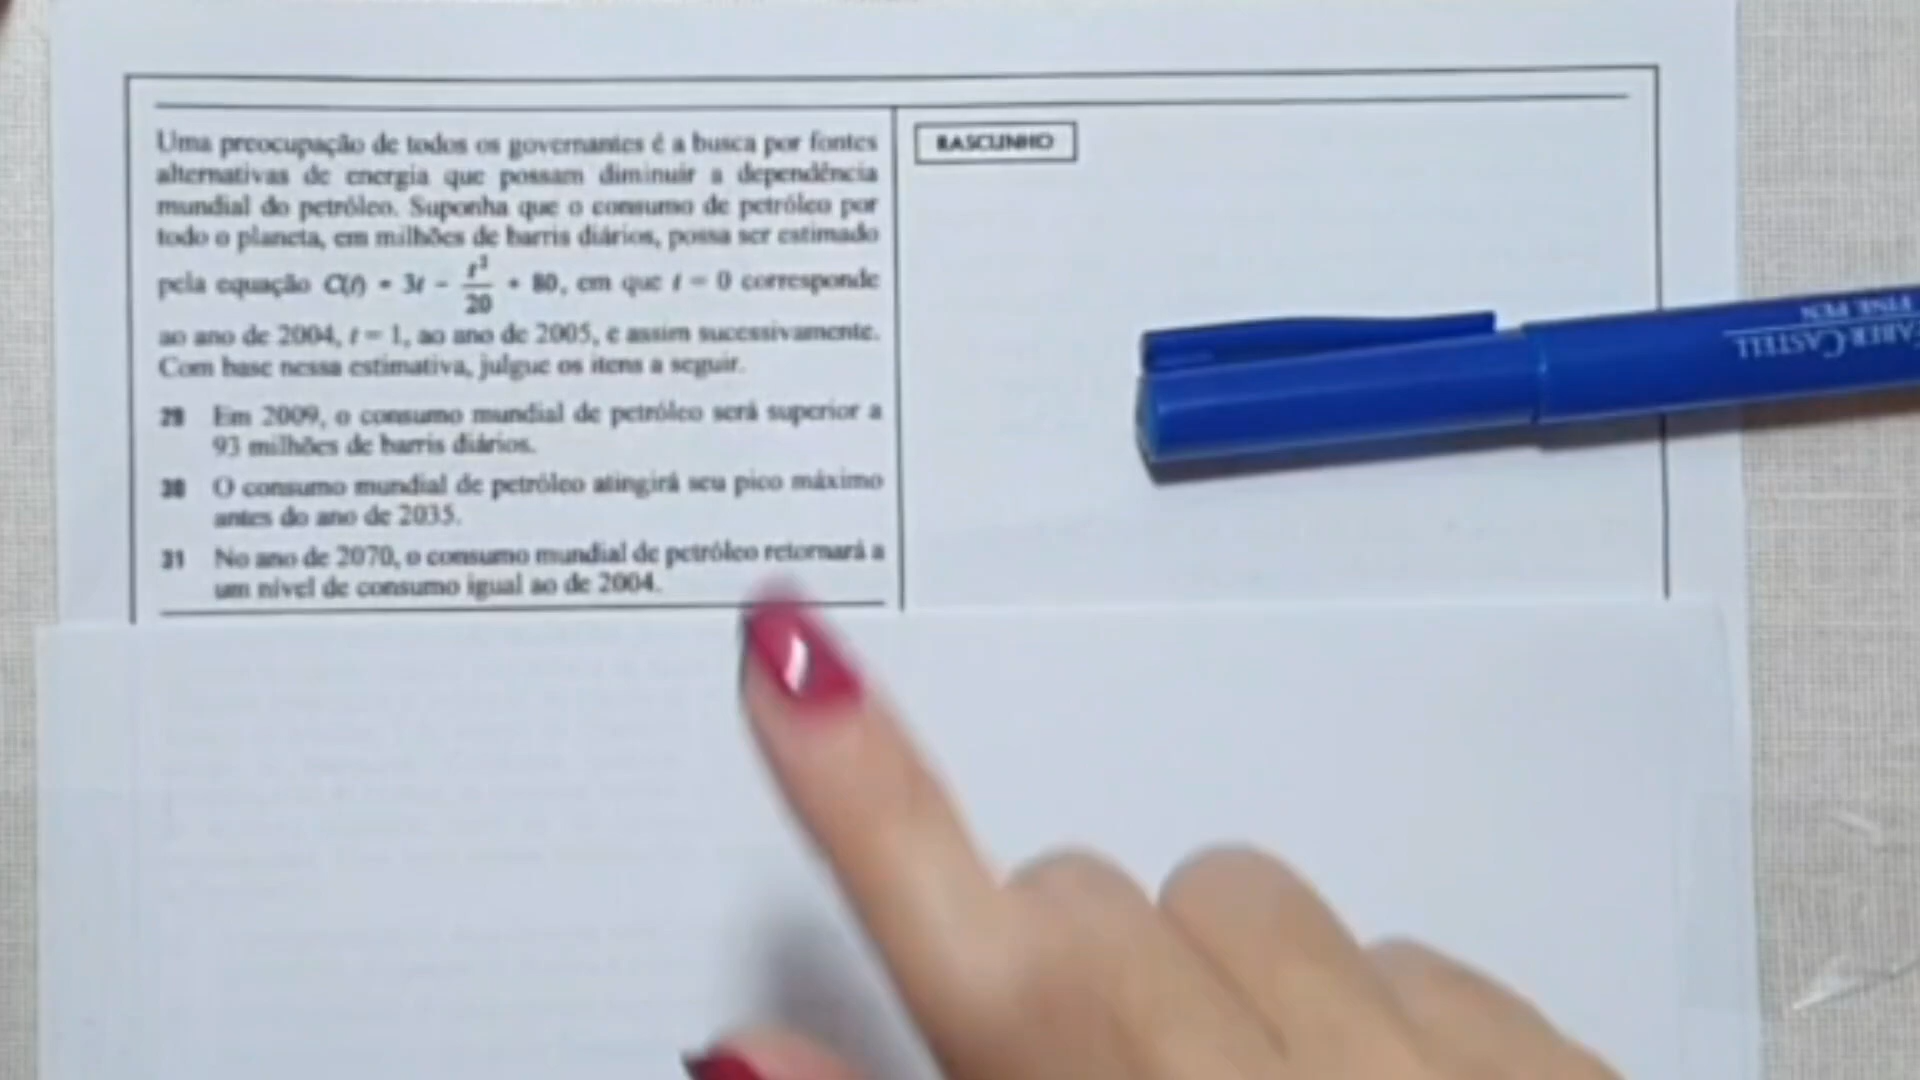 Uma preocupação de todos os governantes é a busca por fontes
alternativas de energia que possam diminuir a dependência
mundial do petróleo. Suponha que o consumo de petróleo por
todo o planeta, em milhões de barris diários, possa ser estimado
pela equação C(t) = 3t - t²/20 + 80, em que t = 0 corresponde
ao ano de 2004, t = 1, ao ano de 2005, e assim sucessivamente.
Com base nessa estimativa, julgue os itens a seguir.
29 Em 2009, o consumo mundial de petróleo será superior a
93 milhões de barris diários.
30 O consumo mundial de petróleo atingirá seu pico máximo
antes do ano de 2035.
31 No ano de 2070, o consumo mundial de petróleo retornará a
um nível de consumo igual ao de 2004.
RASCUNHO
FABER-CASTELL
FINE PEN